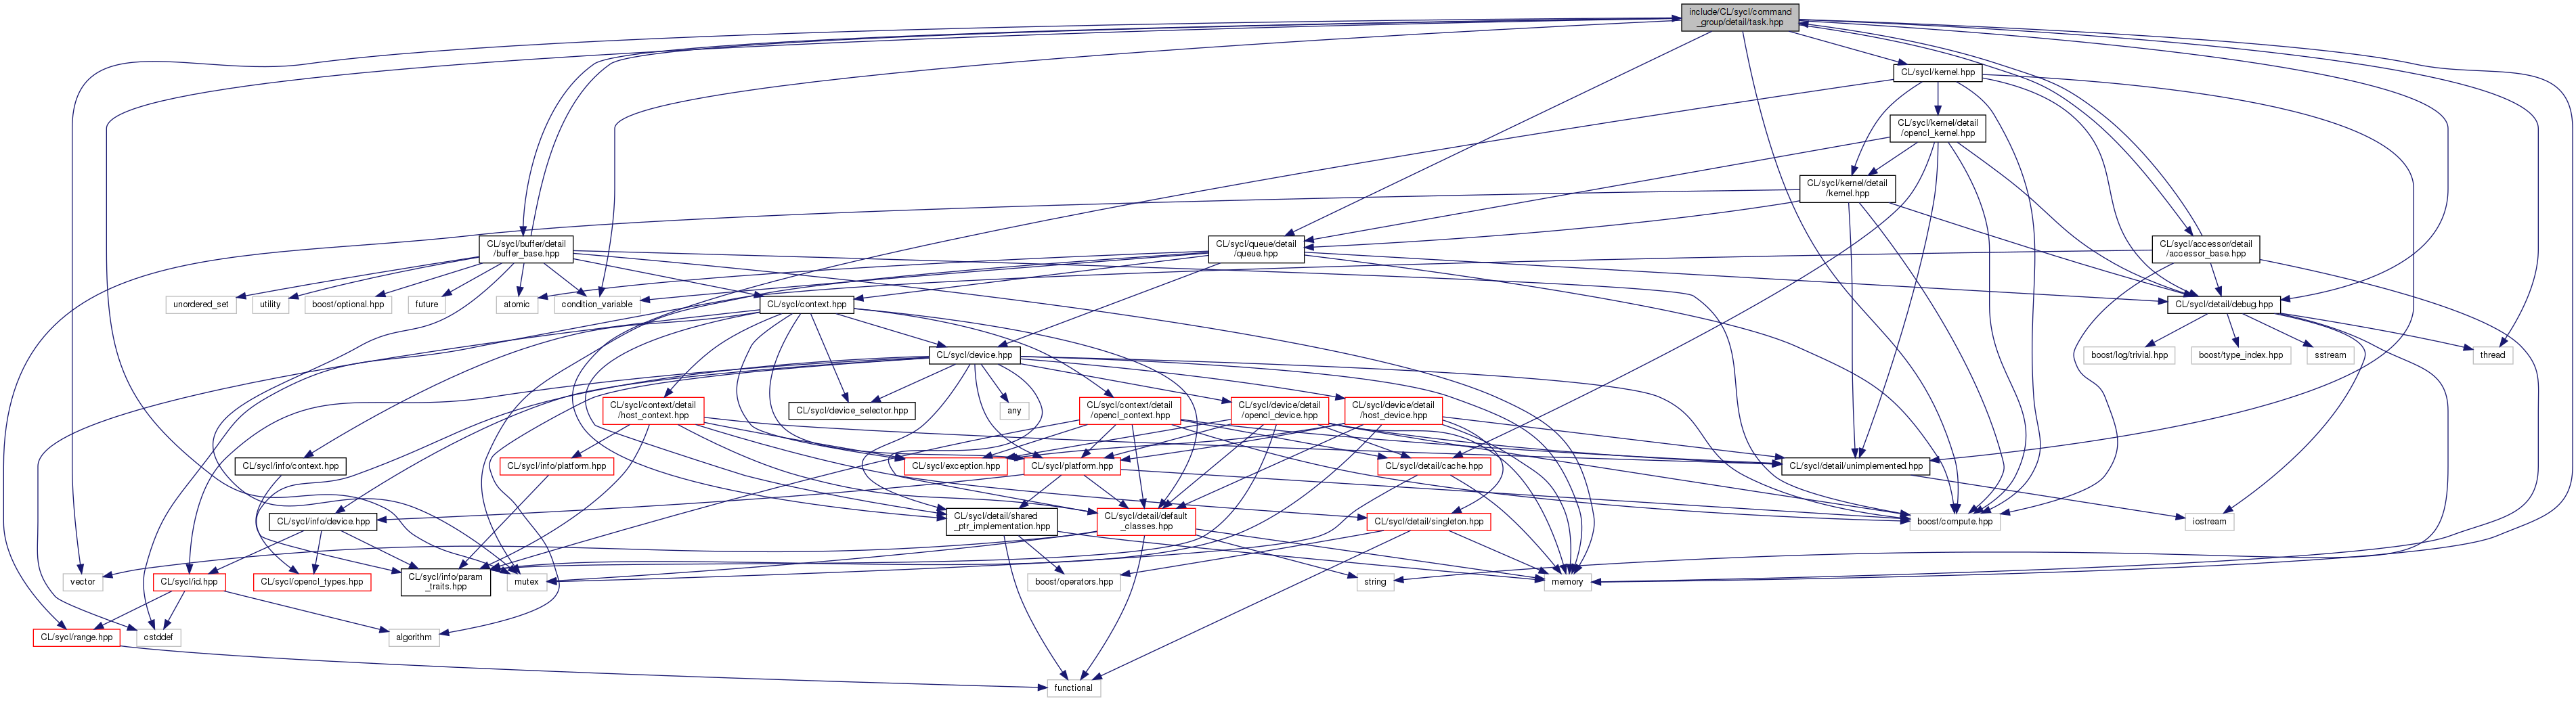 include/CL/sycl/command
_group/detail/task.hpp
CL/sycl/kernel.hpp
CL/sycl/kernel/detail
/opencl_kernel.hpp
CL/sycl/kernel/detail
/kernel.hpp
CL/sycl/buffer/detail
/buffer_base.hpp
CL/sycl/queue/detail
/queue.hpp
CL/sycl/accessor/detail
/accessor_base.hpp
unordered_set
utility
boost/optional.hpp
future
atomic
condition_variable
CL/sycl/context.hpp
CL/sycl/detail/debug.hpp
CL/sycl/device.hpp
boost/log/trivial.hpp
boost/type_index.hpp
sstream
thread
CL/sycl/context/detail
/host_context.hpp
CL/sycl/device_selector.hpp
any
CL/sycl/context/detail
/opencl_context.hpp
CL/sycl/device/detail
/opencl_device.hpp
CL/sycl/device/detail
/host_device.hpp
CL/sycl/info/context.hpp
CL/sycl/info/platform.hpp
CL/sycl/exception.hpp
CL/sycl/platform.hpp
CL/sycl/detail/cache.hpp
CL/sycl/detail/unimplemented.hpp
CL/sycl/info/device.hpp
CL/sycl/detail/shared
_ptr_implementation.hpp
CL/sycl/detail/default
_classes.hpp
CL/sycl/detail/singleton.hpp
boost/compute.hpp
iostream
vector
CL/sycl/id.hpp
CL/sycl/opencl_types.hpp
CL/sycl/info/param
_traits.hpp
mutex
boost/operators.hpp
string
memory
CL/sycl/range.hpp
cstddef
algorithm
functional